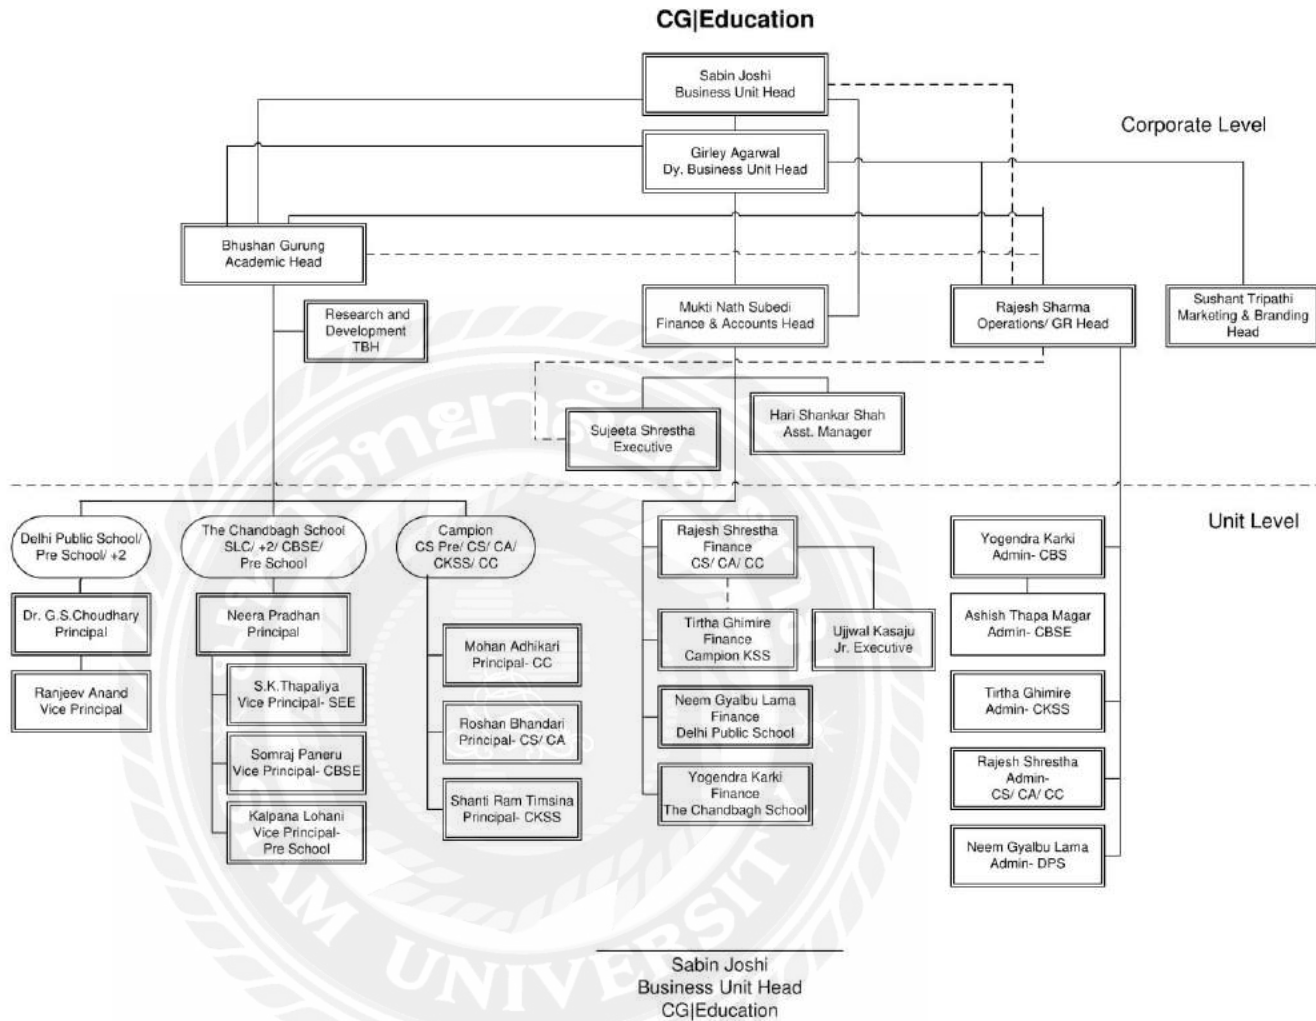 CG|Education
Sabin Joshi
Business Unit Head
Corporate Level
Girley Agarwal
Dy. Business Unit Head
Bhushan Gurung
Academic Head
Research and
Development
TBH
Mukti Nath Subedi
Finance & Accounts Head
Rajesh Sharma
Operations/ GR Head
Sushant Tripathi
Marketing & Branding
Head
Sujeeta Shrestha
Executive
Hari Shankar Shah
Asst. Manager
Unit Level
Delhi Public School/
Pre School/ +2
Dr. G.S.Choudhary
Principal
Ranjeev Anand
Vice Principal
The Chandbagh School
SLC/ +2/ CBSE/
Pre School
Neera Pradhan
Principal
S.K.Thapaliya
Vice Principal- SEE
Somraj Paneru
Vice Principal- CBSE
Kalpana Lohani
Vice Principal-
Pre School
Campion
CS Pre/ CS/ CA/
CKSS/ CC
Mohan Adhikari
Principal- CC
Roshan Bhandari
Principal- CS/ CA
Shanti Ram Timsina
Principal- CKSS
Rajesh Shrestha
Finance
CS/ CA/ CC
Tirtha Ghimire
Finance
Campion KSS
Ujjwal Kasaju
Jr. Executive
Neem Gyalbu Lama
Finance
Delhi Public School
Yogendra Karki
Finance
The Chandbagh School
Yogendra Karki
Admin- CBS
Ashish Thapa Magar
Admin- CBSE
Tirtha Ghimire
Admin- CKSS
Rajesh Shrestha
Admin-
CS/ CA/ CC
Neem Gyalbu Lama
Admin- DPS
Sabin Joshi
Business Unit Head
CG|Education
SIAM UNIVERSITY